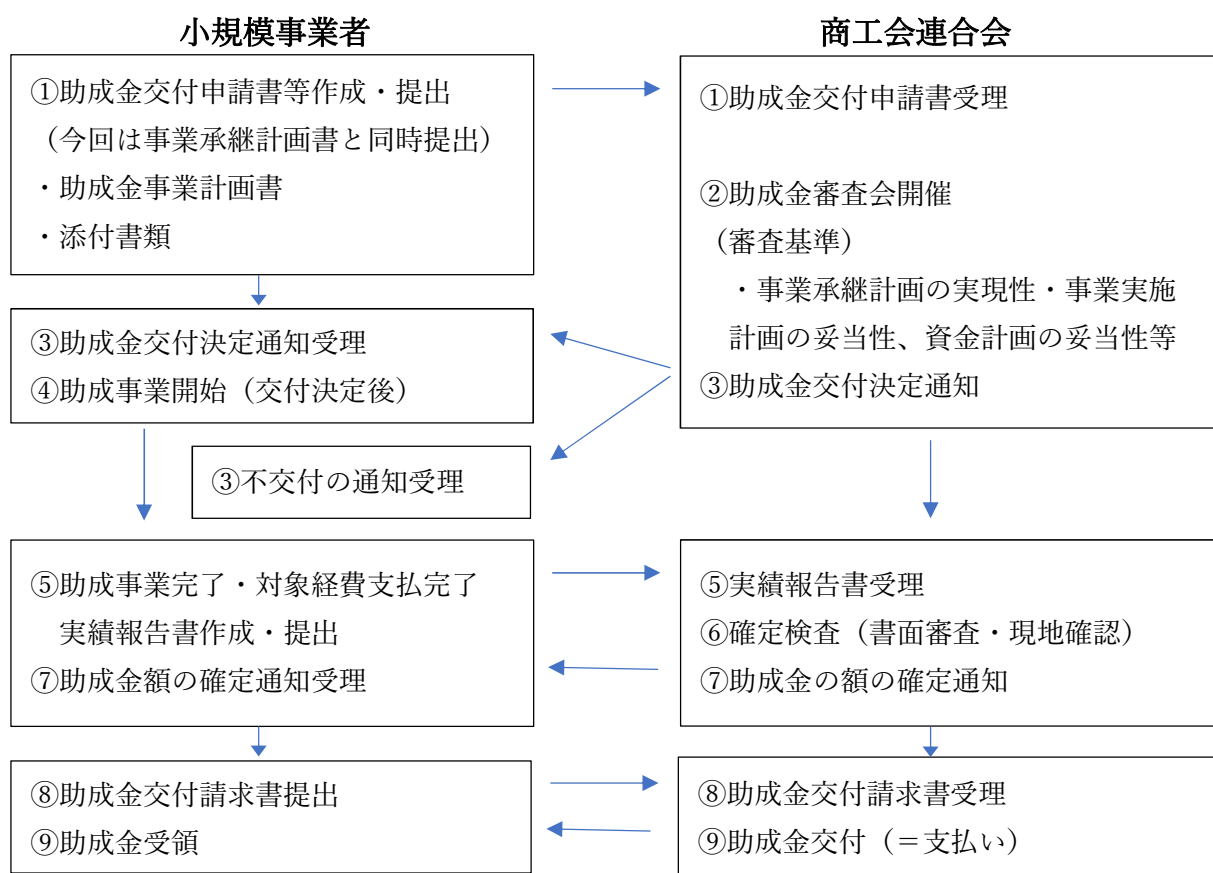 小規模事業者
①助成金交付申請書等作成・提出
（今回は事業承継計画書と同時提出）
・助成金事業計画書
・添付書類
③助成金交付決定通知受理
④助成事業開始（交付決定後）
③不交付の通知受理
⑤助成事業完了・対象経費支払完了
実績報告書作成・提出
⑦助成金額の確定通知受理
⑧助成金交付請求書提出
⑨助成金受領
商工会連合会
①助成金交付申請書受理
②助成金審査会開催
（審査基準）
・事業承継計画の実現性・事業実施
計画の妥当性、資金計画の妥当性等
③助成金交付決定通知
⑤実績報告書受理
⑥確定検査（書面審査・現地確認）
⑦助成金の額の確定通知
⑧助成金交付請求書受理
⑨助成金交付（＝支払い）